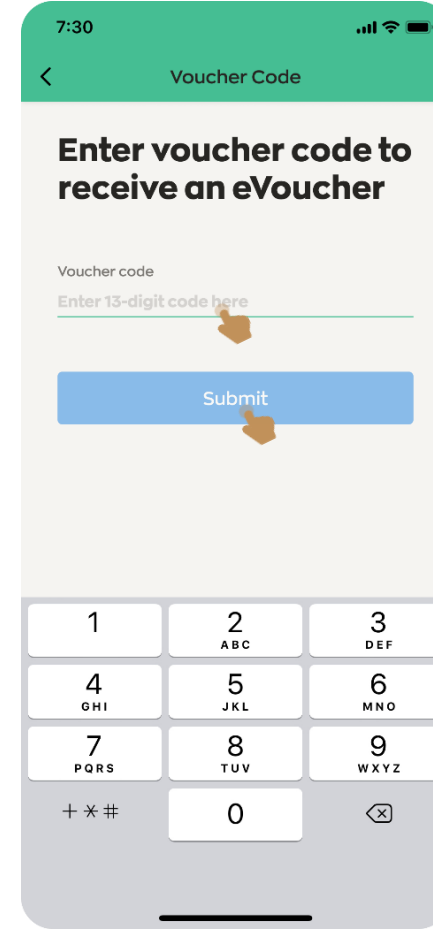 7:30
Voucher Code
Enter voucher code to
receive an eVoucher
Voucher code
Enter 13-digit code here
Submit
1 2 3
ABC DEF
4 5 6
GHI JKL MNO
7 8 9
PQRS TUV WXYZ
+*# 0